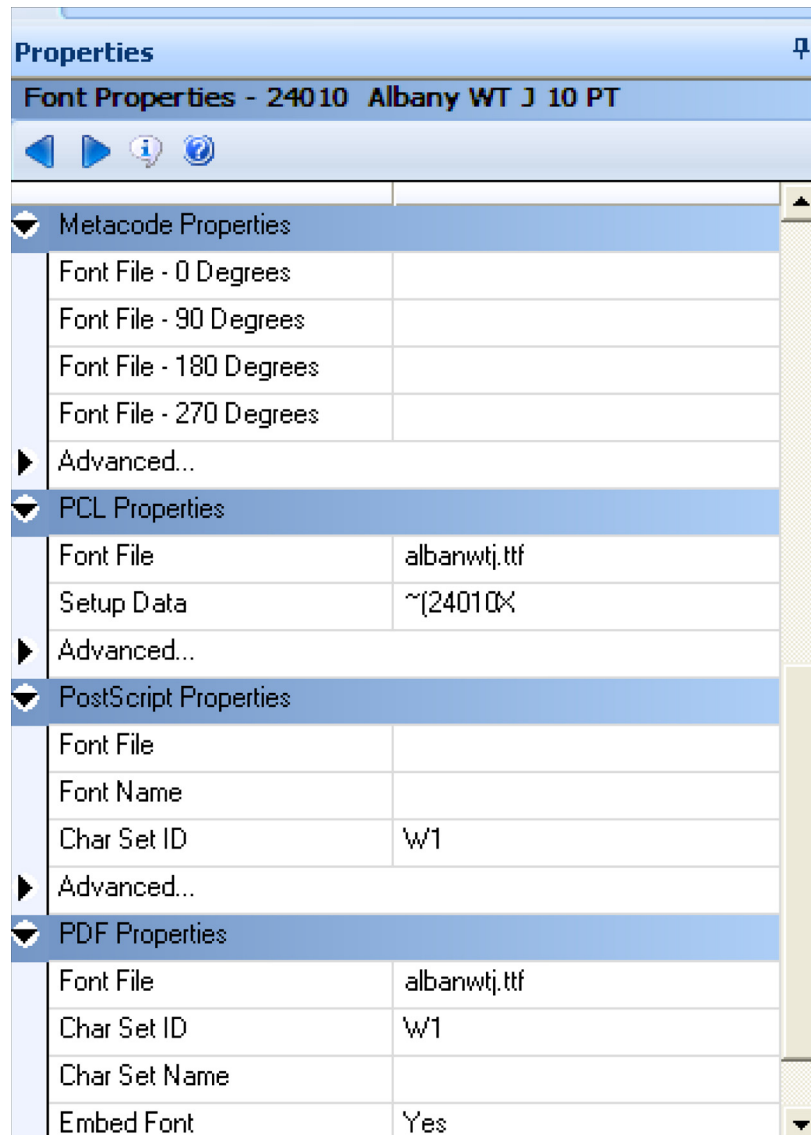 Properties
Font Properties - 24010 Albany WT J 10 PT
Metacode Properties
Font File - 0 Degrees
Font File - 90 Degrees
Font File - 180 Degrees
Font File - 270 Degrees
Advanced...
PCL Properties
Font File albanwtj.ttf
Setup Data ~(24010X
Advanced...
PostScript Properties
Font File
Font Name
Char Set ID W1
Advanced...
PDF Properties
Font File albanwtj.ttf
Char Set ID W1
Char Set Name
Embed Font Yes